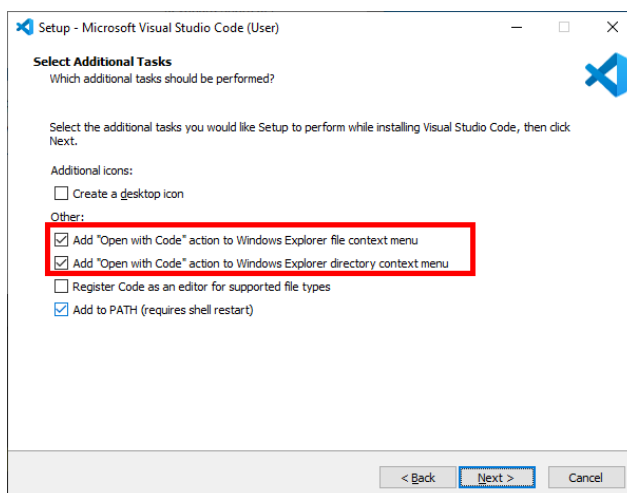 Setup - Microsoft Visual Studio Code (User)
Select Additional Tasks
Which additional tasks should be performed?
Select the additional tasks you would like Setup to perform while installing Visual Studio Code, then click
Next.
Additional icons:
Create a desktop icon
Other:
Add "Open with Code" action to Windows Explorer file context menu
Add "Open with Code" action to Windows Explorer directory context menu
Register Code as an editor for supported file types
Add to PATH (requires shell restart)
< Back Next > Cancel